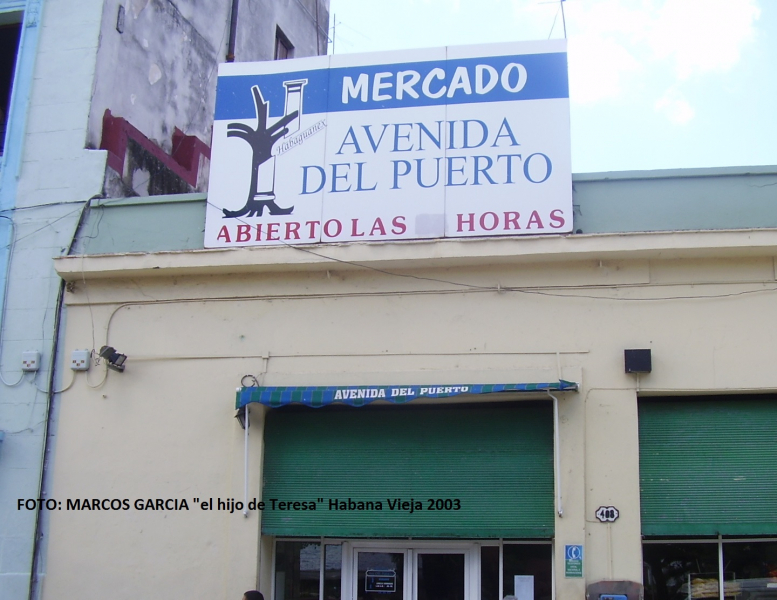 MERCADO
Habaguanex
AVENIDA
DEL PUERTO
ABIERTO LAS HORAS
AVENIDA DEL PUERTO
FOTO: MARCOS GARCIA "el hijo de Teresa" Habana Vieja 2003